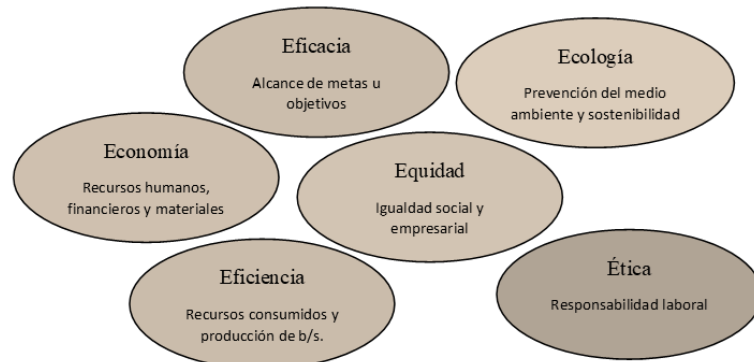 Eficacia
Alcance de metas u
objetivos
Ecología
Prevención del medio
ambiente y sostenibilidad
Economía
Recursos humanos,
financieros y materiales
Equidad
Igualdad social y
empresarial
Eficiencia
Recursos consumidos y
producción de b/s.
Ética
Responsabilidad laboral